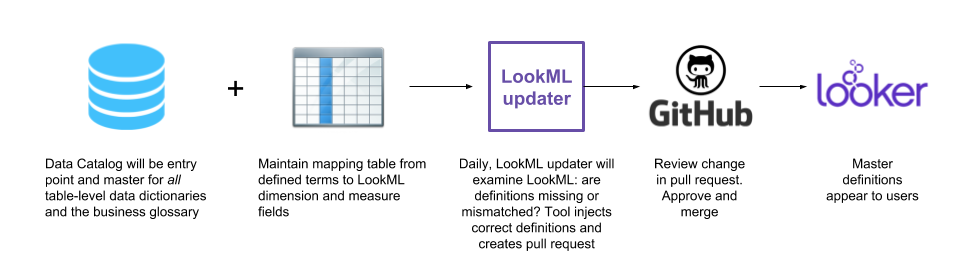 +
LookML
updater
GitHub
looker
Data Catalog will be entry
point and master for all
table-level data dictionaries
and the business glossary
Maintain mapping table from
defined terms to LookML
dimension and measure
fields
Daily, LookML updater will
examine LookML: are
definitions missing or
mismatched? Tool injects
correct definitions and
creates pull request
Review change
in pull request.
Approve and
merge
Master
definitions
appear to users